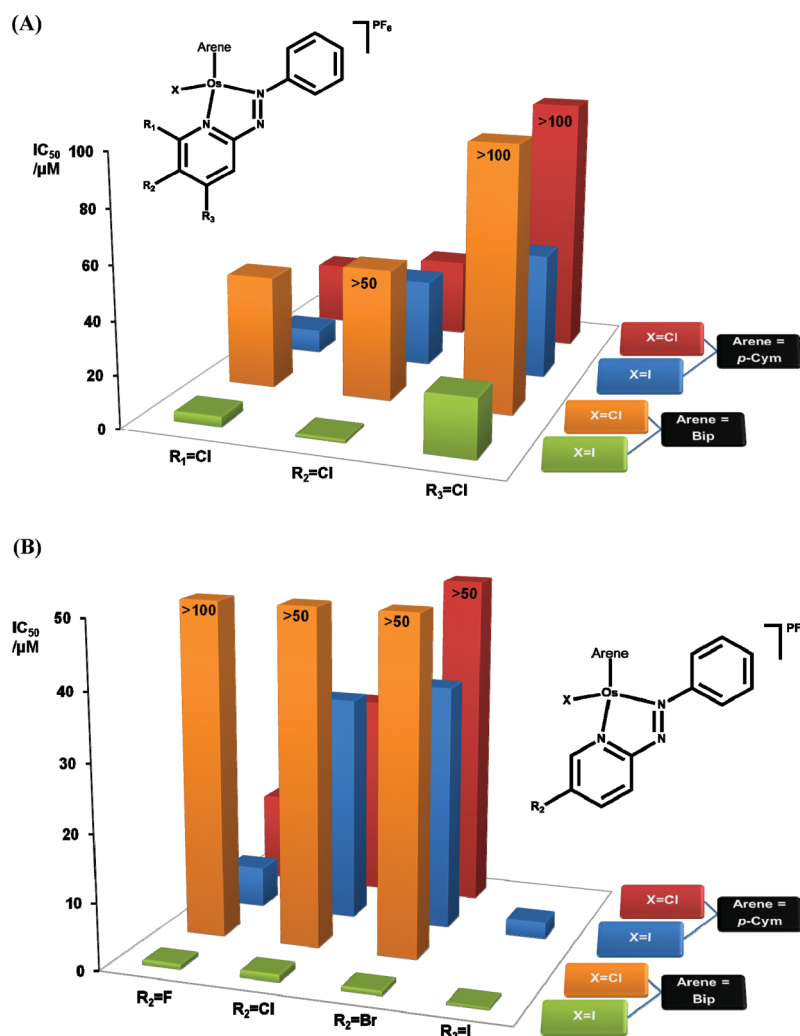 (A)
]PF₆
Arene
X
Os
N
N
N
R₁
R₂
R₃
IC₅₀
/µM
100
80
60
40
20
0
>50
>100
>100
R₁=Cl
R₂=Cl
R₃=Cl
X=Cl
X=I
Arene =
p-Cym
X=Cl
X=I
Arene =
Bip
(B)
]PF
Arene
X
Os
N
N
N
R₂
IC₅₀
/µM
50
40
30
20
10
0
>100
>50
>50
>50
R₂=F
R₂=Cl
R₂=Br
R₂=I
X=Cl
X=I
Arene =
p-Cym
X=Cl
X=I
Arene =
Bip